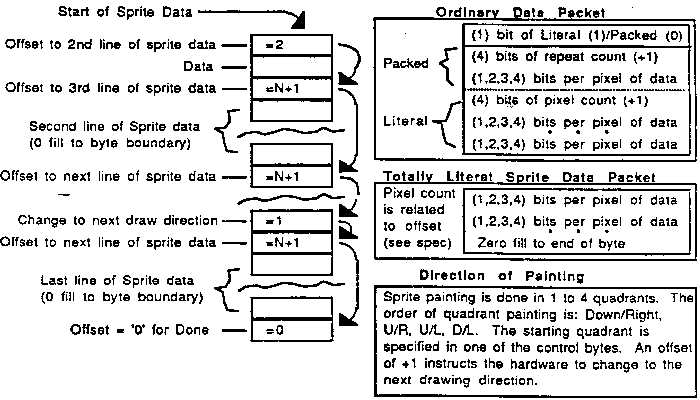 Start of Sprite Data
Offset to 2nd line of sprite data
=2
Data
Offset to 3rd line of sprite data
=N+1
Second line of Sprite data
(0 fill to byte boundary)
Offset to next line of sprite data
=N+1
Change to next draw direction
=1
Offset to next line of sprite data
=N+1
Last line of Sprite data
(0 fill to byte boundary)
Offset = '0' for Done
=0
Ordinary Data Packet
(1) bit of Literal (1)/Packed (0)
Packed
(4) bits of repeat count (+1)
(1,2,3,4) bits per pixel of data
Literal
(4) bits of pixel count (+1)
(1,2,3,4) bits per pixel of data
(1,2,3,4) bits per pixel of data
Totally Literal Sprite Data Packet
Pixel count
is related
to offset
(see spec)
(1,2,3,4) bits per pixel of data
(1,2,3,4) bits per pixel of data
Zero fill to end of byte
Direction of Painting
Sprite painting is done in 1 to 4 quadrants. The
order of quadrant painting is: Down/Right,
U/R, U/L, D/L. The starting quadrant is
specified in one of the control bytes. An offset
of +1 instructs the hardware to change to the
next drawing direction.